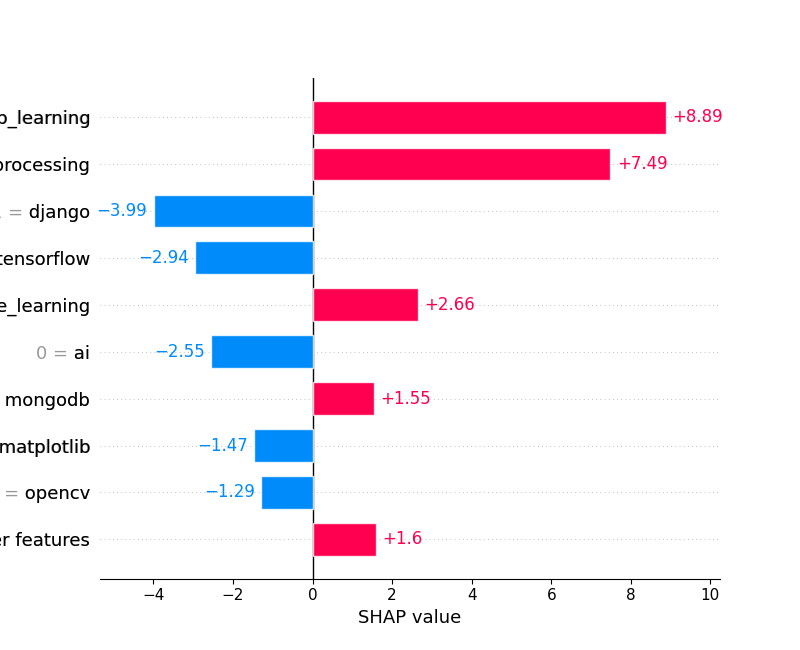 p_learning +8.89
processing +7.49
= django −3.99
tensorflow −2.94
e_learning +2.66
0 = ai −2.55
mongodb +1.55
matplotlib −1.47
= opencv −1.29
er features +1.6
−4 −2 0 2 4 6 8 10
SHAP value